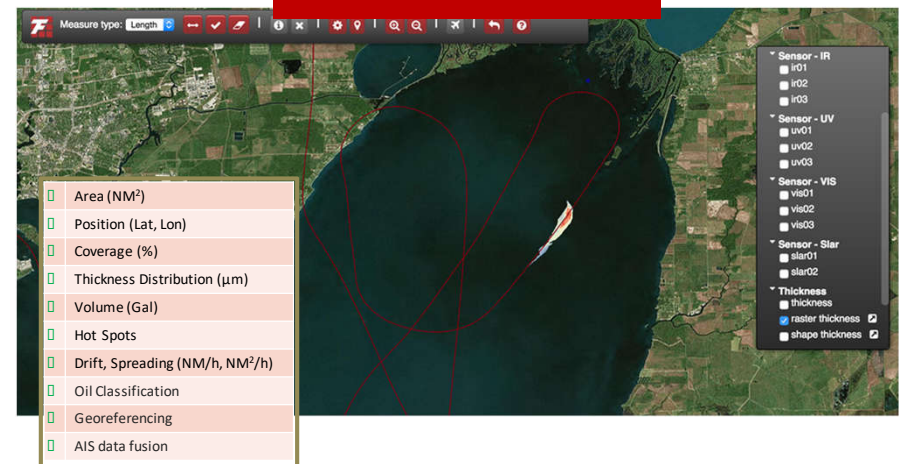 Measure type: Length
Sensor - IR
ir01
ir02
ir03
Sensor - UV
uv01
uv02
uv03
Sensor - VIS
vis01
vis02
vis03
Sensor - Slar
slar01
slar02
Thickness
thickness
raster thickness
shape thickness
Area (NM²)
Position (Lat, Lon)
Coverage (%)
Thickness Distribution (μm)
Volume (Gal)
Hot Spots
Drift, Spreading (NM/h, NM²/h)
Oil Classification
Georeferencing
AIS data fusion